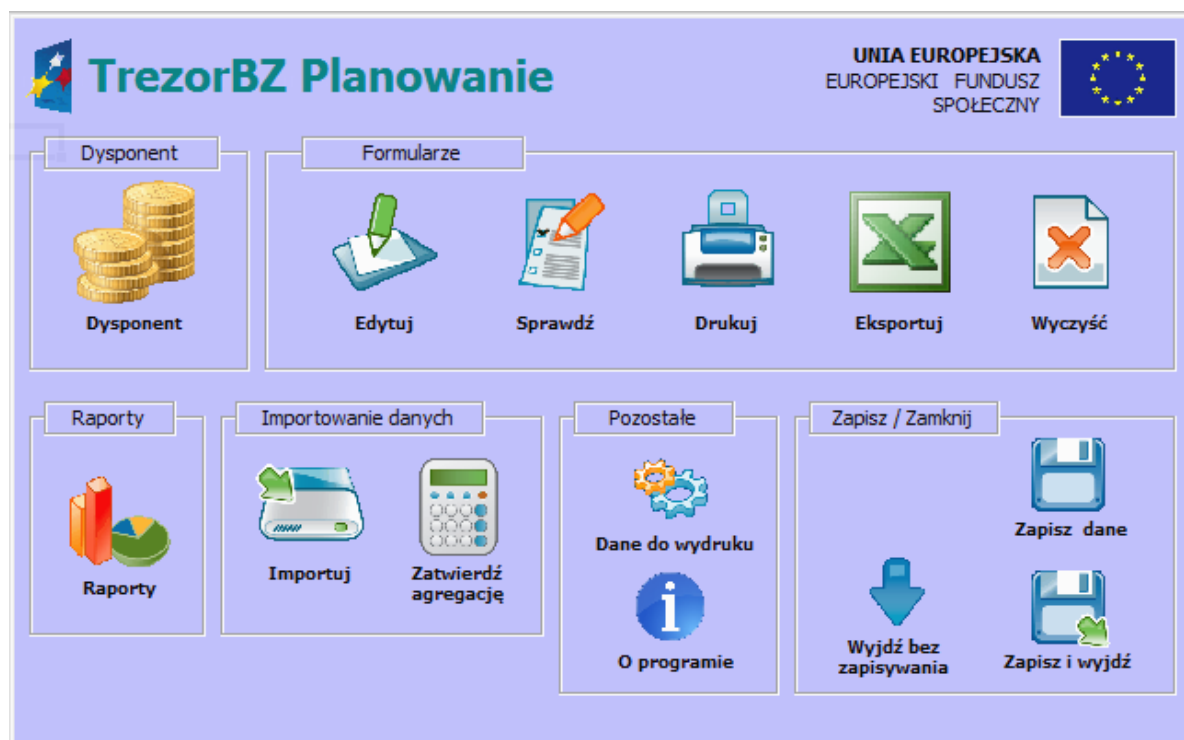 TrezorBZ Planowanie
UNIA EUROPEJSKA
EUROPEJSKI FUNDUSZ
SPOŁECZNY
Dysponent
Formularze
Dysponent
Edytuj
Sprawdź
Drukuj
Eksportuj
Wyczyść
Raporty
Importowanie danych
Pozostałe
Zapisz / Zamknij
Raporty
Importuj
Zatwierdź
agregację
Dane do wydruku
O programie
Zapisz dane
Wyjdź bez
zapisywania
Zapisz i wyjdź